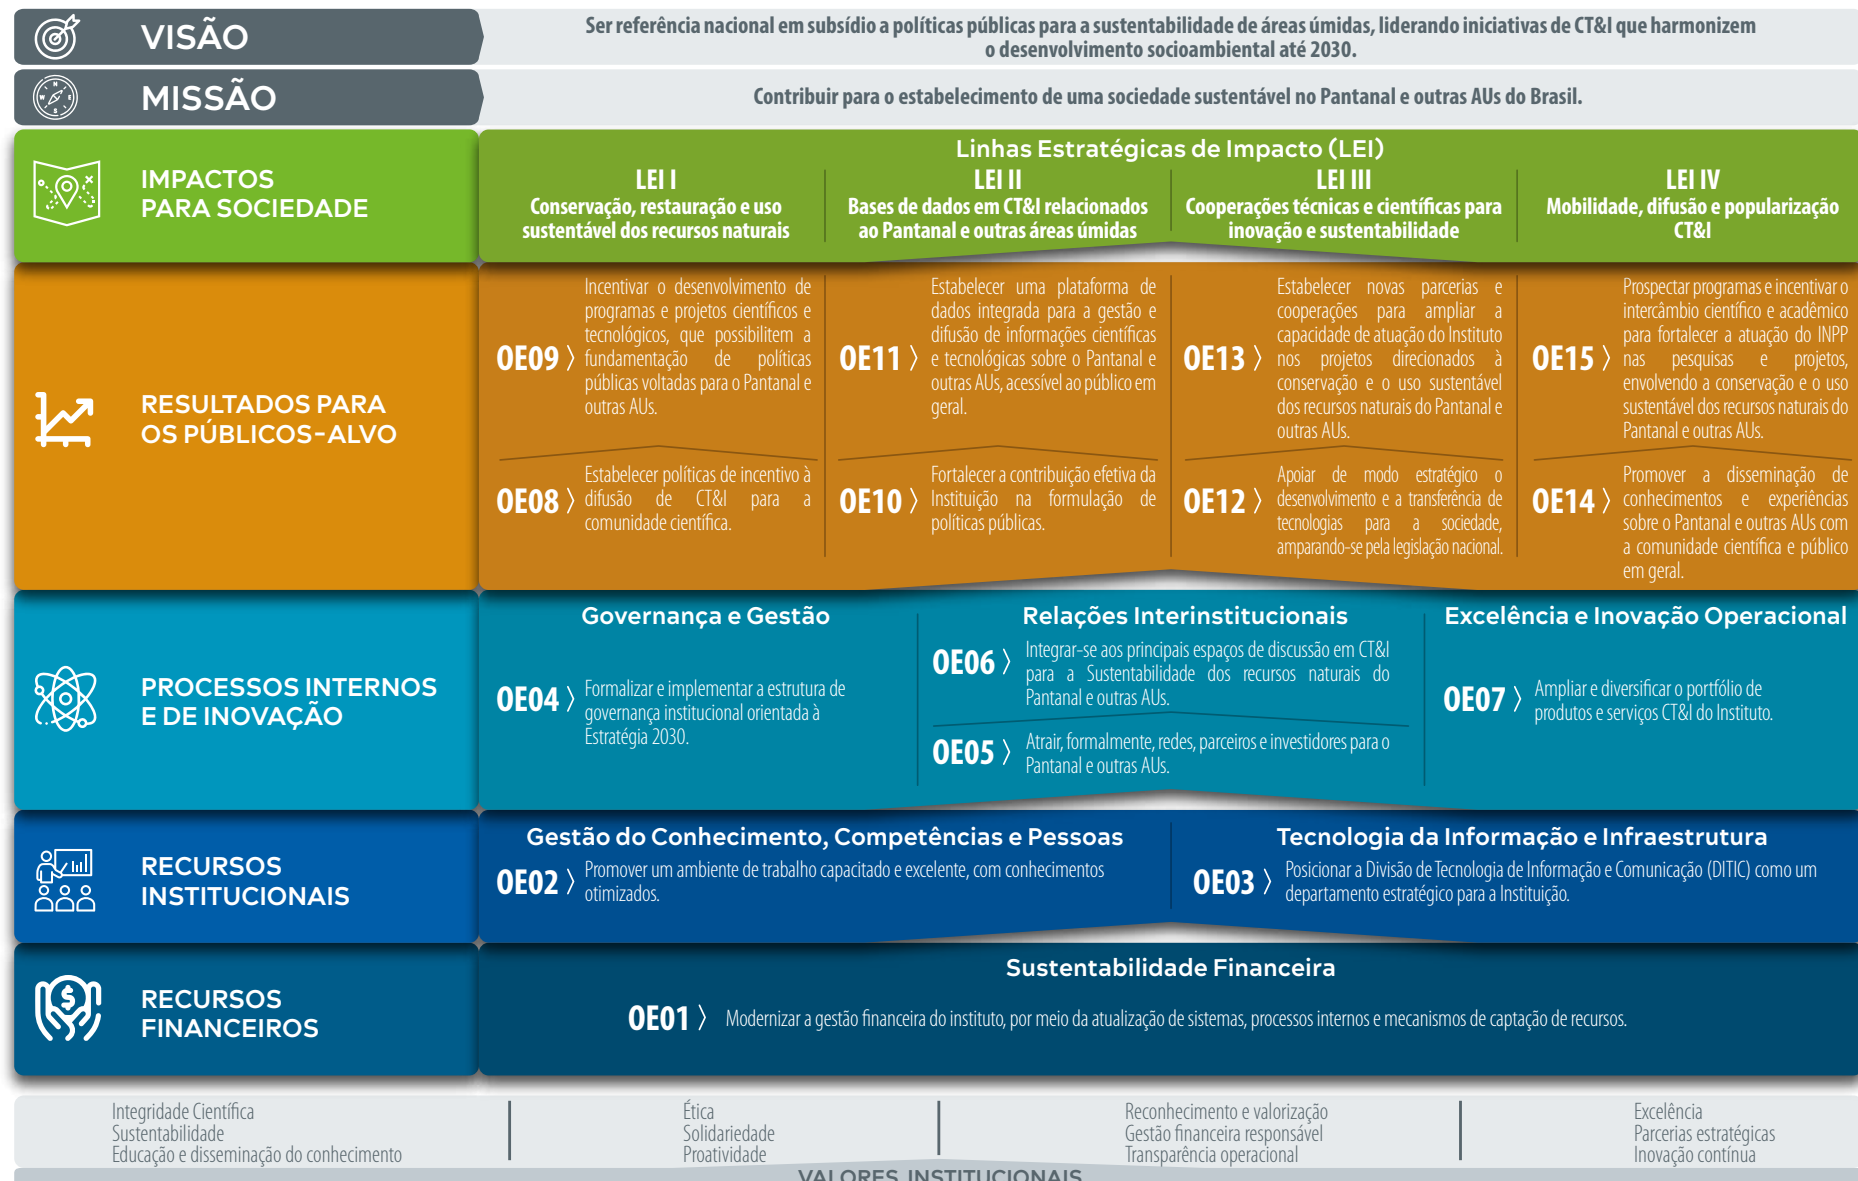 VISÃO
Ser referência nacional em subsídio a políticas públicas para a sustentabilidade de áreas úmidas, liderando iniciativas de CT&I que harmonizem
o desenvolvimento socioambiental até 2030.
MISSÃO
Contribuir para o estabelecimento de uma sociedade sustentável no Pantanal e outras AUs do Brasil.
IMPACTOS
PARA SOCIEDADE
Linhas Estratégicas de Impacto (LEI)
LEI I
Conservação, restauração e uso
sustentável dos recursos naturais
LEI II
Bases de dados em CT&I relacionados
ao Pantanal e outras áreas úmidas
LEI III
Cooperações técnicas e científicas para
inovação e sustentabilidade
LEI IV
Mobilidade, difusão e popularização
CT&I
RESULTADOS PARA
OS PÚBLICOS-ALVO
OE09
Incentivar o desenvolvimento de
programas e projetos científicos e
tecnológicos, que possibilitem a
fundamentação de políticas
públicas voltadas para o Pantanal e
outras AUs.
OE08
Estabelecer políticas de incentivo à
difusão de CT&I para a
comunidade científica.
OE11
Estabelecer uma plataforma de
dados integrada para a gestão e
difusão de informações científicas
e tecnológicas sobre o Pantanal e
outras AUs, acessível ao público em
geral.
OE10
Fortalecer a contribuição efetiva da
Instituição na formulação de
políticas públicas.
OE13
Estabelecer novas parcerias e
cooperações para ampliar a
capacidade de atuação do Instituto
nos projetos direcionados à
conservação e o uso sustentável
dos recursos naturais do Pantanal e
outras AUs.
OE12
Apoiar de modo estratégico o
desenvolvimento e a transferência de
tecnologias para a sociedade,
amparando-se pela legislação nacional.
OE15
Prospectar programas e incentivar o
intercâmbio científico e acadêmico
para fortalecer a atuação do INPP
nas pesquisas e projetos,
envolvendo a conservação e o uso
sustentável dos recursos naturais do
Pantanal e outras AUs.
OE14
Promover a disseminação de
conhecimentos e experiências
sobre o Pantanal e outras AUs com
a comunidade científica e público
em geral.
PROCESSOS INTERNOS
E DE INOVAÇÃO
Governança e Gestão
OE04
Formalizar e implementar a estrutura de
governança institucional orientada à
Estratégia 2030.
Relações Interinstitucionais
OE06
Integrar-se aos principais espaços de discussão em CT&I
para a Sustentabilidade dos recursos naturais do
Pantanal e outras AUs.
OE05
Atrair, formalmente, redes, parceiros e investidores para o
Pantanal e outras AUs.
Excelência e Inovação Operacional
OE07
Ampliar e diversificar o portfólio de
produtos e serviços CT&I do Instituto.
RECURSOS
INSTITUCIONAIS
Gestão do Conhecimento, Competências e Pessoas
OE02
Promover um ambiente de trabalho capacitado e excelente, com conhecimentos
otimizados.
Tecnologia da Informação e Infraestrutura
OE03
Posicionar a Divisão de Tecnologia de Informação e Comunicação (DITIC) como um
departamento estratégico para a Instituição.
RECURSOS
FINANCEIROS
Sustentabilidade Financeira
OE01
Modernizar a gestão financeira do instituto, por meio da atualização de sistemas, processos internos e mecanismos de captação de recursos.
Integridade Científica
Sustentabilidade
Educação e disseminação do conhecimento
Ética
Solidariedade
Proatividade
Reconhecimento e valorização
Gestão financeira responsável
Transparência operacional
Excelência
Parcerias estratégicas
Inovação contínua
VALORES INSTITUCIONAIS